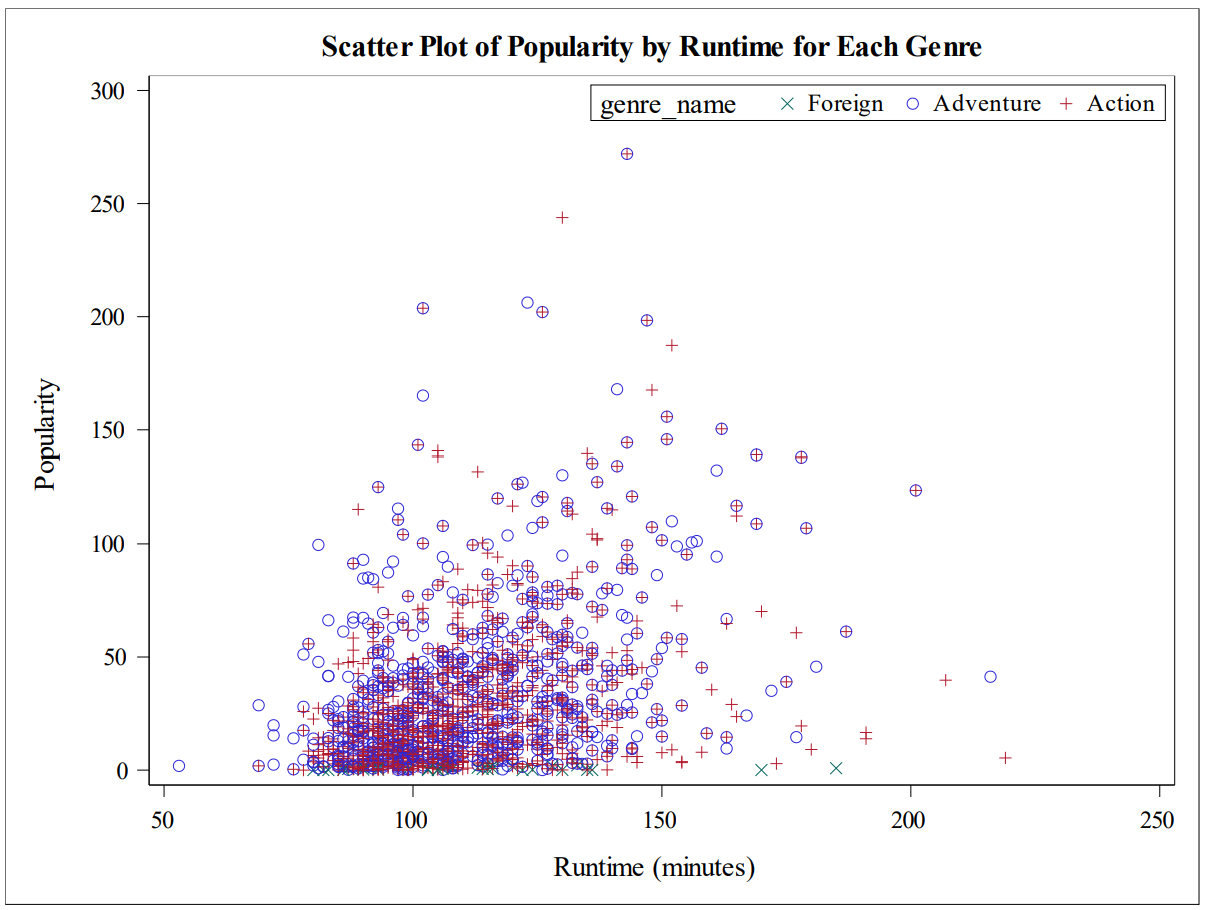 Scatter Plot of Popularity by Runtime for Each Genre
genre_name Foreign Adventure Action
300
250
200
150
100
50
0
Popularity
50 100 150 200 250
Runtime (minutes)